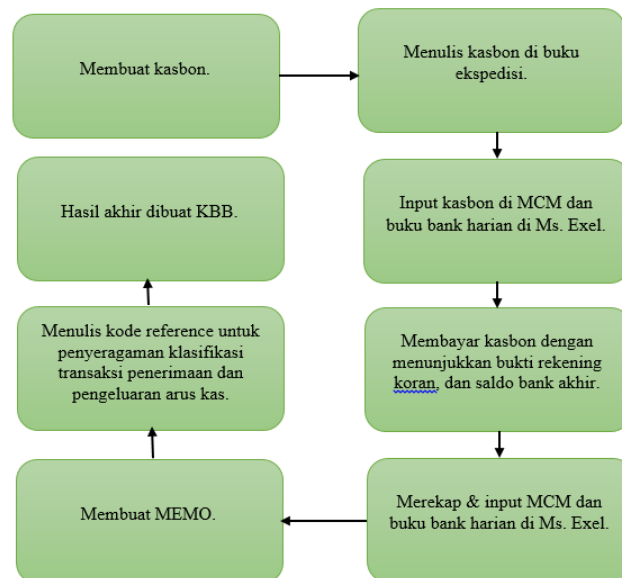 Membuat kasbon.
Menulis kasbon di buku
ekspedisi.
Input kasbon di MCM dan
buku bank harian di Ms. Exel.
Membayar kasbon dengan
menunjukkan bukti rekening
koran, dan saldo bank akhir.
Merekap & input MCM dan
buku bank harian di Ms. Exel.
Membuat MEMO.
Menulis kode reference untuk
penyeragaman klasifikasi
transaksi penerimaan dan
pengeluaran arus kas.
Hasil akhir dibuat KBB.